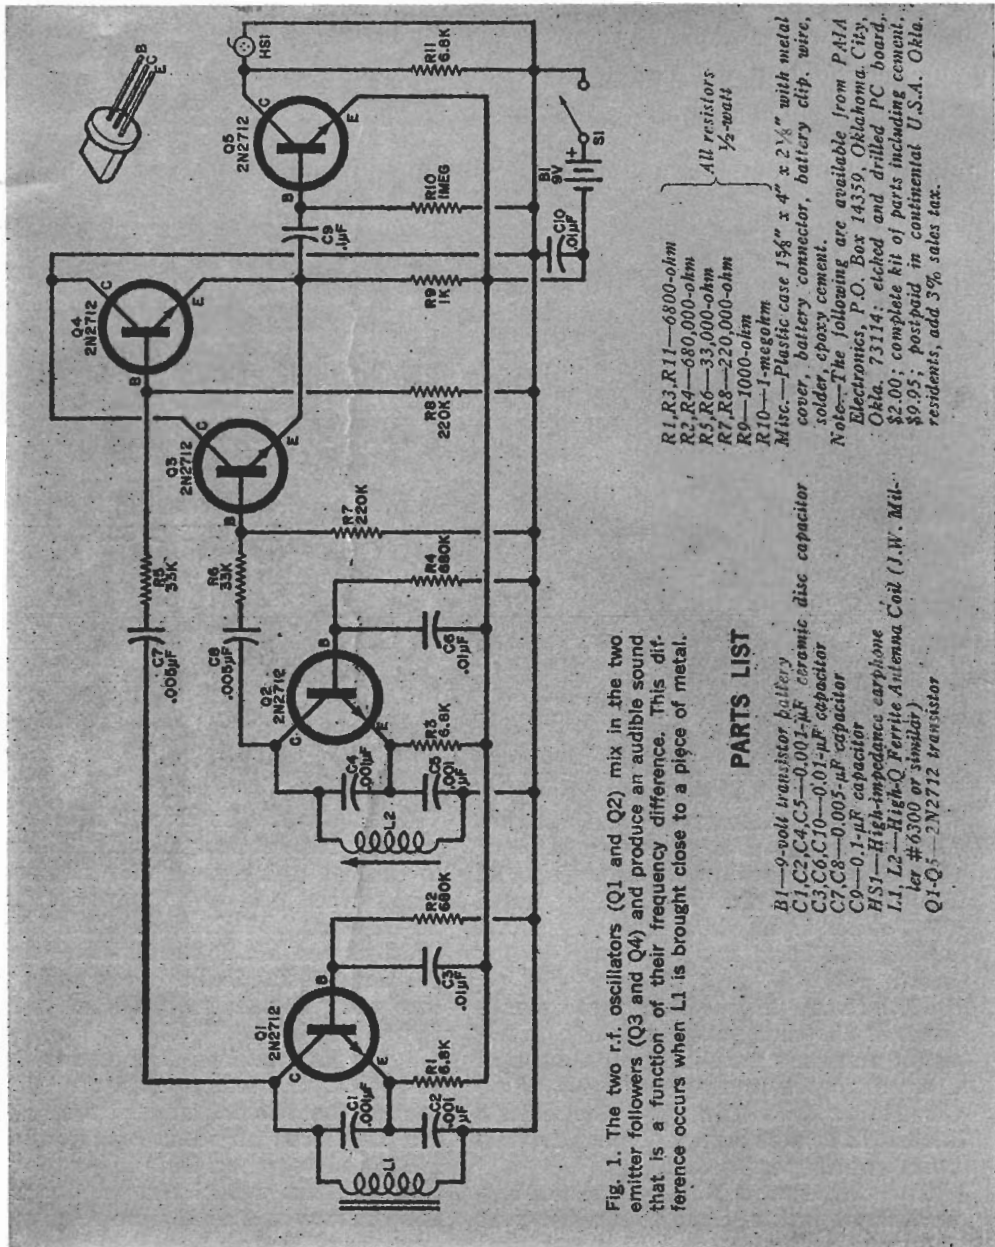 Q1
2N2712
C
B
E
L1
C1
.001µF
C2
.001
µF
R1
6.8K
C3
.01µF
R2
680K
Q2
2N2712
C
B
E
L2
C4
.001µF
C5
.001
µF
R3
6.8K
C6
.01µF
R4
680K
C7
.005µF
R5
33K
C8
.005µF
R6
33K
R7
220K
Q3
2N2712
C
B
E
Q4
2N2712
C
B
E
R8
220K
R9
1K
C9
.1µF
R10
1MEG
Q5
2N2712
C
B
E
HS1
R11
6.8K
C10
.01µF
B1
9V
+
S1
B
C
E
Fig. 1. The two r.f. oscillators (Q1 and Q2) mix in the two
emitter followers (Q3 and Q4) and produce an audible sound
that is a function of their frequency difference. This dif-
ference occurs when L1 is brought close to a piece of metal.
PARTS LIST
B1—9-volt transistor battery
C1,C2,C4,C5—0.001-µF ceramic disc capacitor
C3,C6,C10—0.01-µF capacitor
C7,C8—0.005-µF capacitor
C9—0.1-µF capacitor
HS1—High-impedance earphone
L1, L2—High-Q Ferrite Antenna Coil (J.W. Mil-
ler #6300 or similar)
Q1-Q5—2N2712 transistor
R1,R3,R11—6800-ohm
R2,R4—680,000-ohm
R5,R6—33,000-ohm
R7,R8—220,000-ohm
R9—1000-ohm
R10—1-megohm
All resistors
½-watt
Misc.—Plastic case 1⅝" x 4" x 2⅛" with metal
cover, battery connector, battery clip, wire,
solder, epoxy cement.
Note—The following are available from PAIA
Electronics, P.O. Box 14359, Oklahoma City,
Okla. 73114: etched and drilled PC board,
$2.00; complete kit of parts including cement,
$9.95; postpaid in continental U.S.A. Okla.
residents, add 3% sales tax.